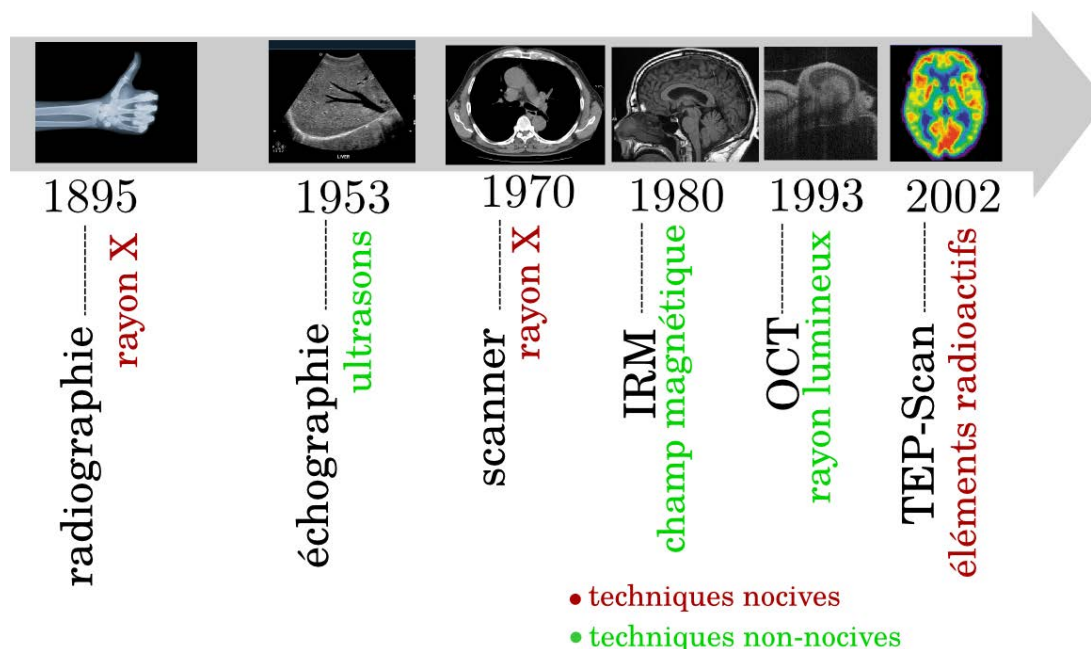 LIVER
1895
1953
1970
1980
1993
2002
radiographie
rayon X
échographie
ultrasons
scanner
rayon X
IRM
champ magnétique
OCT
rayon lumineux
TEP-Scan
éléments radioactifs
techniques nocives
techniques non-nocives